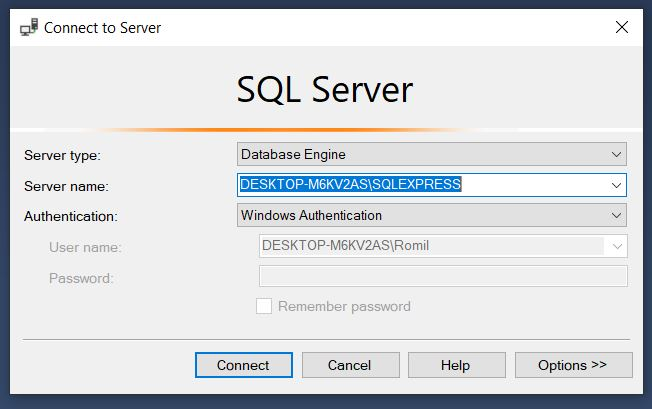 Connect to Server
SQL Server
Server type: Database Engine
Server name: DESKTOP-M6KV2AS\SQLEXPRESS
Authentication: Windows Authentication
User name: DESKTOP-M6KV2AS\Romil
Password:
Remember password
Connect Cancel Help Options >>